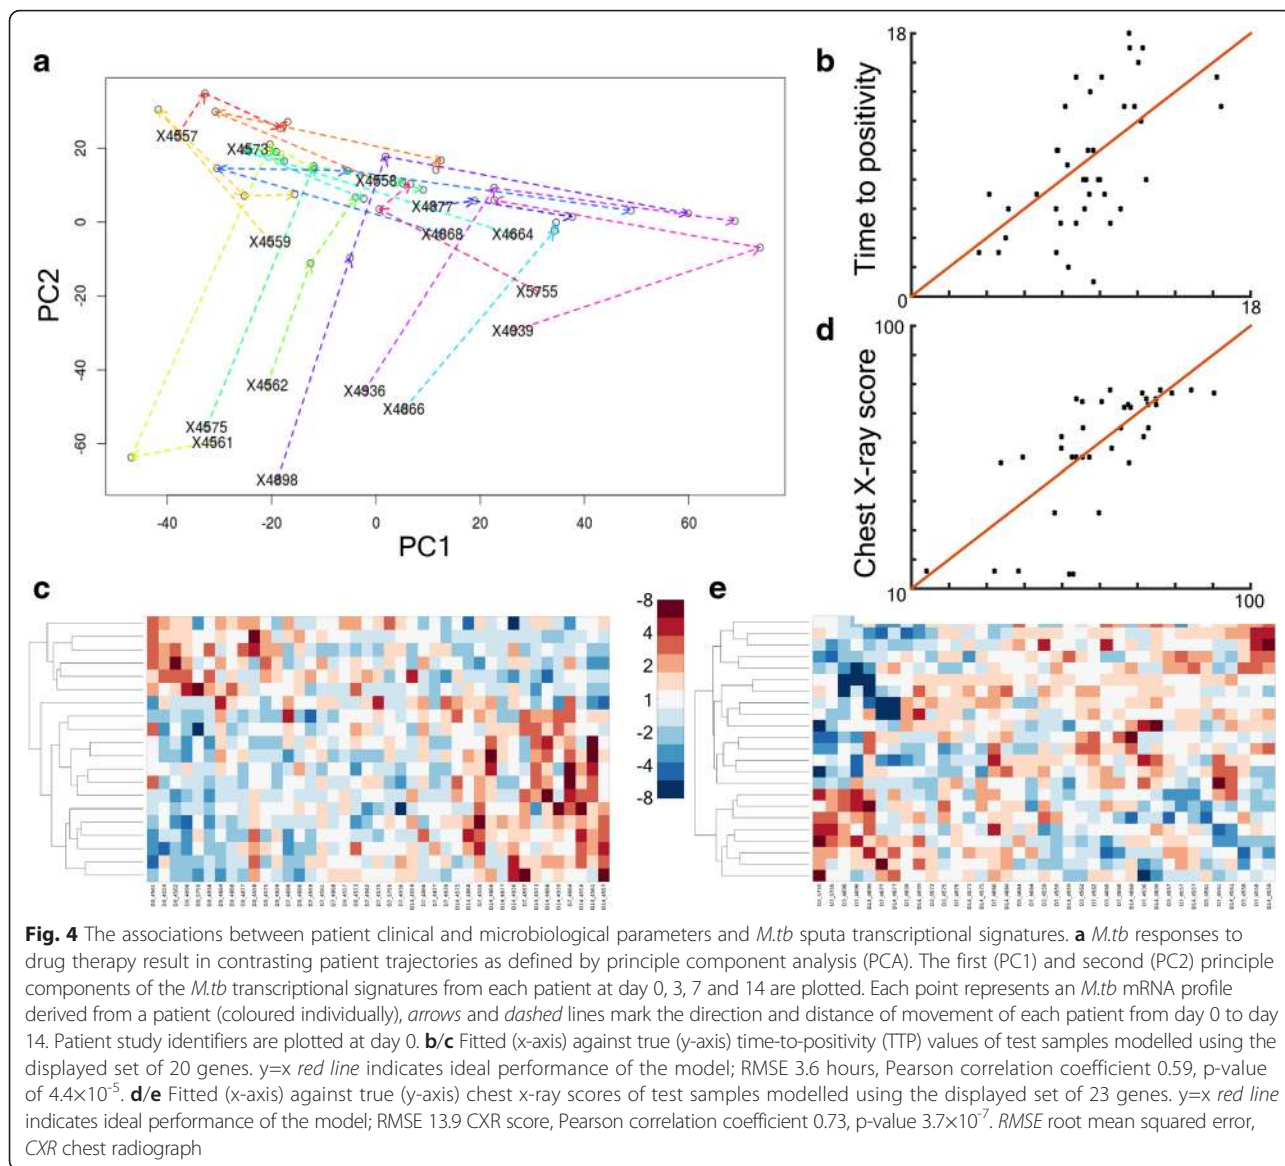 a
X4557
X4573
X4558
X4877
X4868
X4664
X4559
X5755
X4939
X4562
X4936
X4866
X4575
X4561
X4898
20
0
-20
-40
-60
PC2
-40
-20
0
20
40
60
PC1
b
18
Time to positivity
0
18
d
100
Chest X-ray score
10
100
c
-8
4
2
1
-2
-4
-8
e
Fig. 4 The associations between patient clinical and microbiological parameters and M.tb sputa transcriptional signatures. a M.tb responses to
drug therapy result in contrasting patient trajectories as defined by principle component analysis (PCA). The first (PC1) and second (PC2) principle
components of the M.tb transcriptional signatures from each patient at day 0, 3, 7 and 14 are plotted. Each point represents an M.tb mRNA profile
derived from a patient (coloured individually), arrows and dashed lines mark the direction and distance of movement of each patient from day 0 to day
14. Patient study identifiers are plotted at day 0. b/c Fitted (x-axis) against true (y-axis) time-to-positivity (TTP) values of test samples modelled using the
displayed set of 20 genes. y=x red line indicates ideal performance of the model; RMSE 3.6 hours, Pearson correlation coefficient 0.59, p-value
of 4.4×10⁻⁵. d/e Fitted (x-axis) against true (y-axis) chest x-ray scores of test samples modelled using the displayed set of 23 genes. y=x red line
indicates ideal performance of the model; RMSE 13.9 CXR score, Pearson correlation coefficient 0.73, p-value 3.7×10⁻⁷. RMSE root mean squared error,
CXR chest radiograph